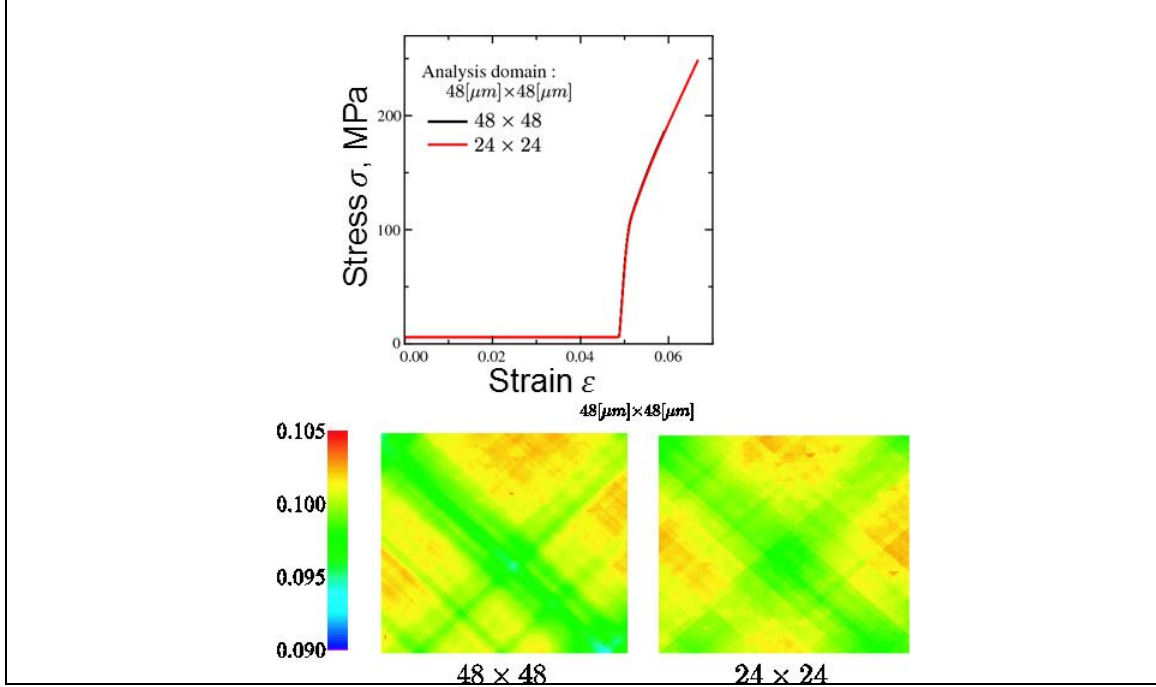 Analysis domain :
48[μm]×48[μm]
48 × 48
24 × 24
Stress σ, MPa
200
100
0
0.00 0.02 0.04 0.06
Strain ε
48[μm]×48[μm]
0.105
0.100
0.095
0.090
48 × 48 24 × 24